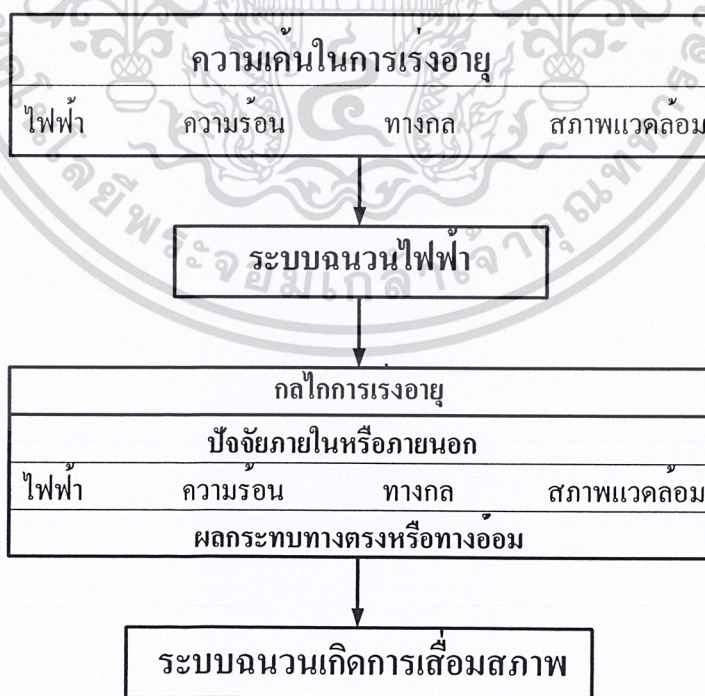 ความเค้นในการเร่งอายุ
ไฟฟ้า ความร้อน ทางกล สภาพแวดล้อม
ระบบฉนวนไฟฟ้า
กลไกการเร่งอายุ
ปัจจัยภายในหรือภายนอก
ไฟฟ้า ความร้อน ทางกล สภาพแวดล้อม
ผลกระทบทางตรงหรือทางอ้อม
ระบบฉนวนเกิดการเสื่อมสภาพ